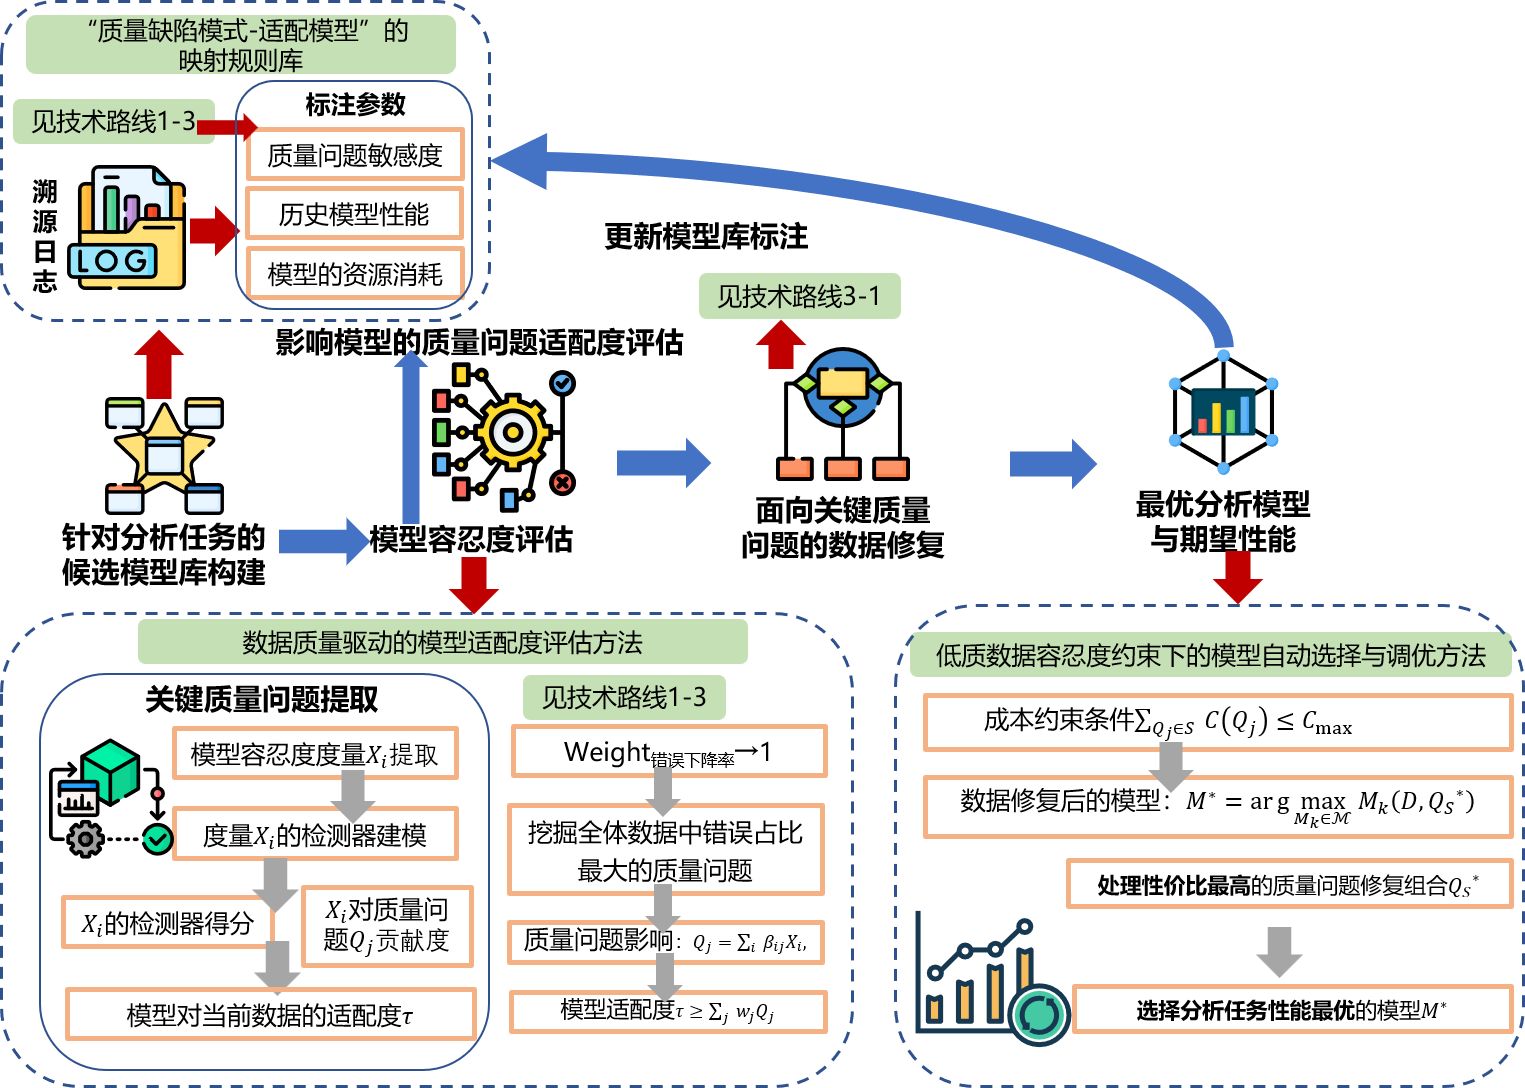 “质量缺陷模式-适配模型”的
映射规则库
见技术路线1-3
标注参数
质量问题敏感度
历史模型性能
模型的资源消耗
溯
源
日
志
LOG
更新模型库标注
见技术路线3-1
影响模型的质量问题适配度评估
针对分析任务的
候选模型库构建
模型容忍度评估
面向关键质量
问题的数据修复
最优分析模型
与期望性能
数据质量驱动的模型适配度评估方法
关键质量问题提取
模型容忍度度量X_i提取
度量X_i的检测器建模
X_i的检测器得分
X_i对质量问
题Q_j贡献度
模型对当前数据的适配度τ
见技术路线1-3
Weight错误下降率→1
挖掘全体数据中错误占比
最大的质量问题
质量问题影响：Q_j = ∑_i β_{ij}X_i,
模型适配度τ ≥ ∑_j w_jQ_j
低质数据容忍度约束下的模型自动选择与调优方法
成本约束条件∑_{Q_j∈S} C(Q_j) ≤ C_max
数据修复后的模型：M* = arg max_{M_k∈ℳ} M_k(D, Q_S*)
处理性价比最高的质量问题修复组合Q_S*
选择分析任务性能最优的模型M*